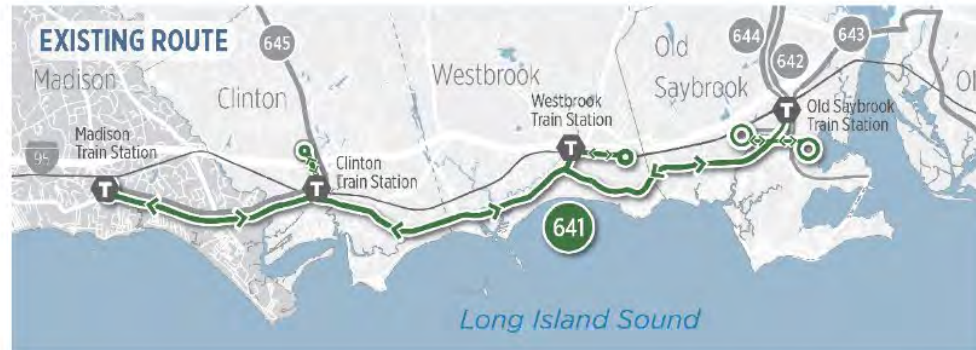 EXISTING ROUTE
645
644
643
642
Old
Saybrook
Madison
Clinton
Westbrook
Ol
Madison
Train Station
Westbrook
Train Station
Old Saybrook
Train Station
Clinton
Train Station
95
T
T
T
T
641
Long Island Sound